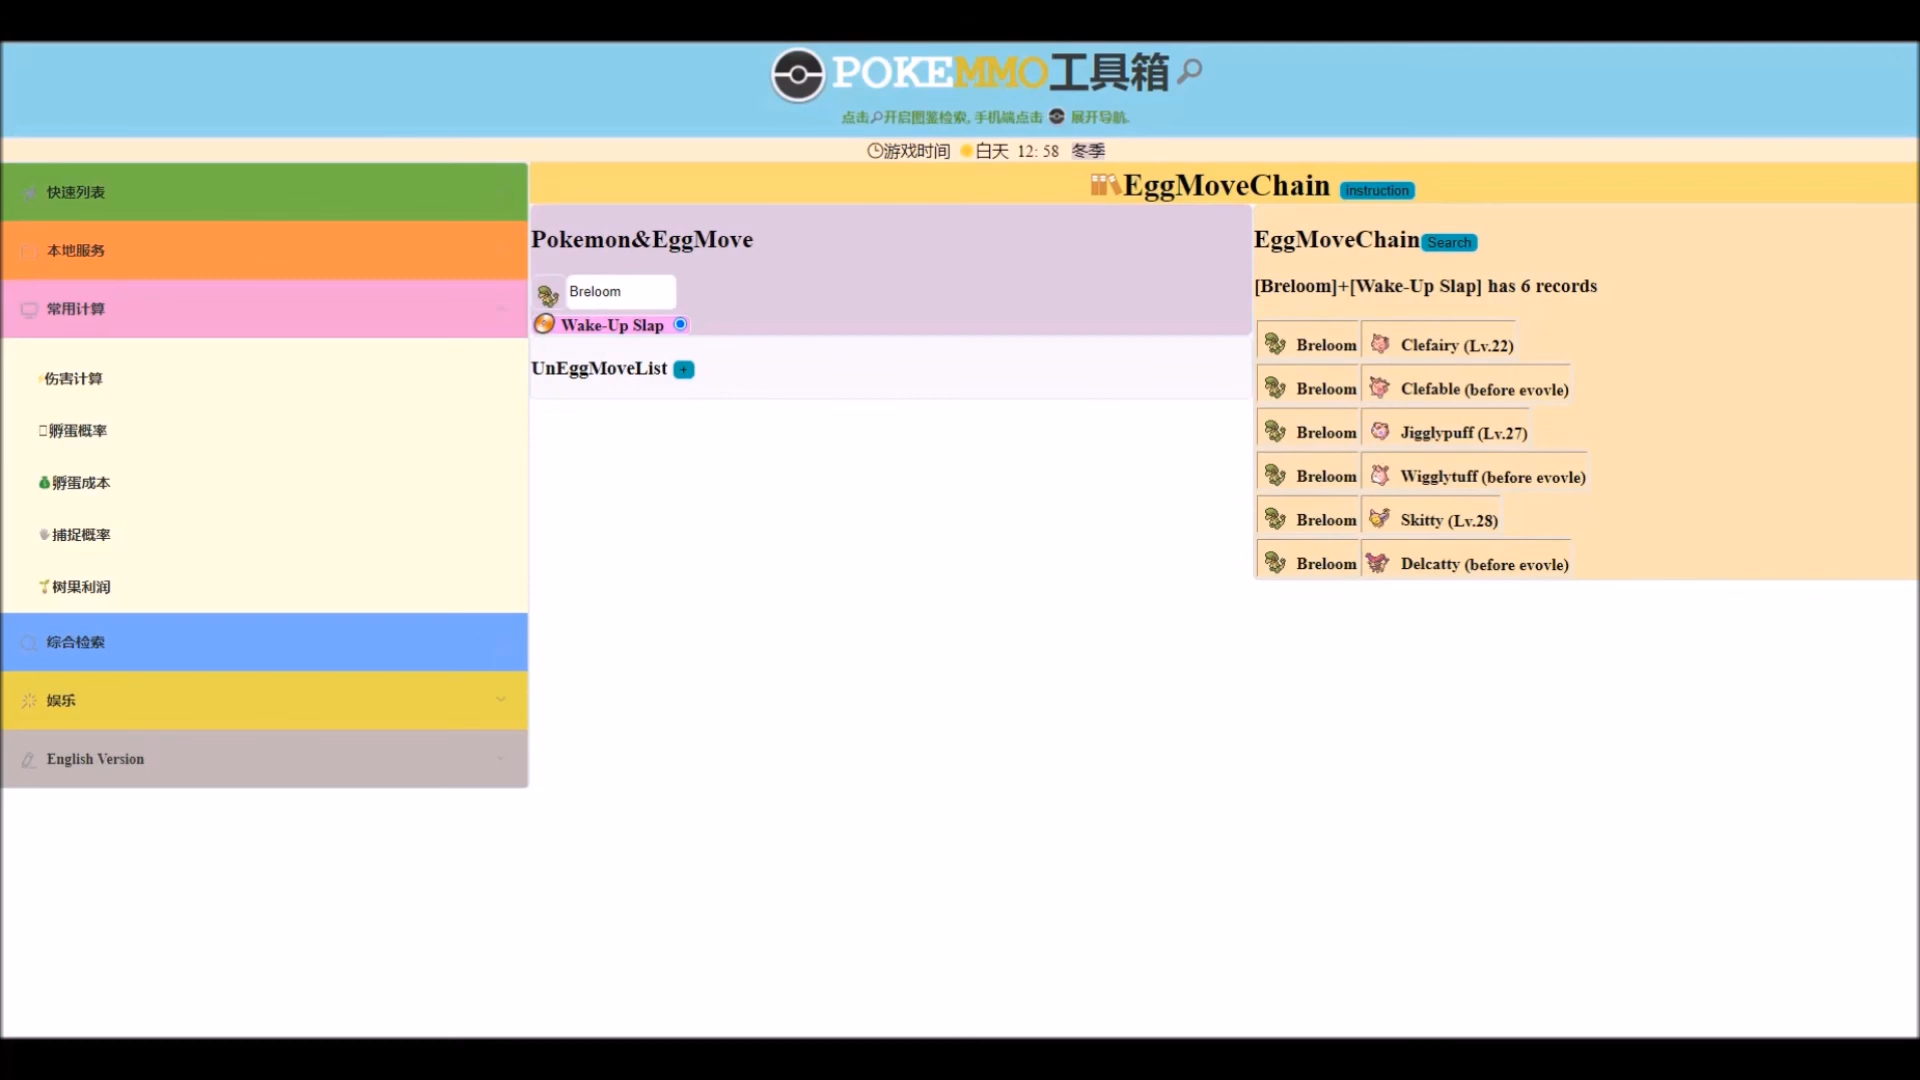 POKEMMO工具箱
点击开启图鉴检索, 手机端点击 展开导航.
游戏时间 白天 12: 58 冬季
快速列表
本地服务
常用计算
伤害计算
孵蛋概率
孵蛋成本
捕捉概率
树果利润
综合检索
娱乐
English Version
EggMoveChain instruction
Pokemon&EggMove
Breloom
Wake-Up Slap
UnEggMoveList +
EggMoveChain Search
[Breloom]+[Wake-Up Slap] has 6 records
Breloom Clefairy (Lv.22)
Breloom Clefable (before evovle)
Breloom Jigglypuff (Lv.27)
Breloom Wigglytuff (before evovle)
Breloom Skitty (Lv.28)
Breloom Delcatty (before evovle)